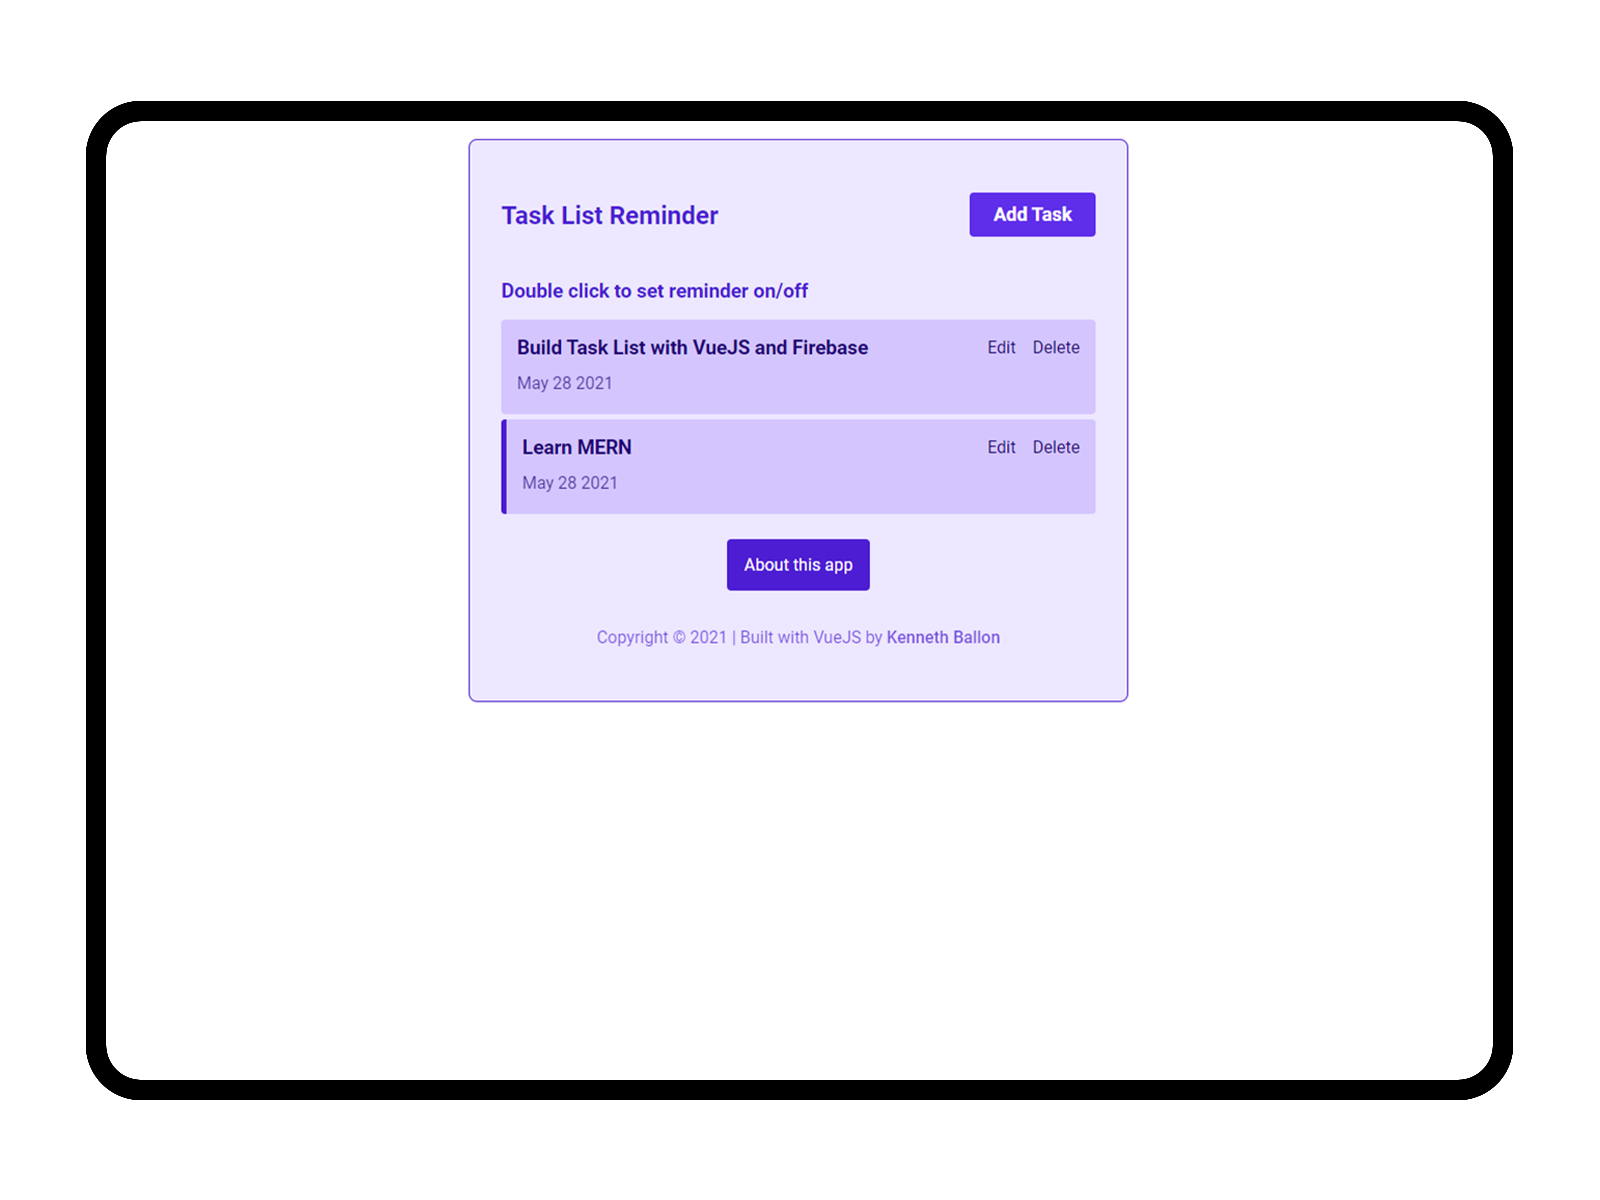 Task List Reminder
Add Task
Double click to set reminder on/off
Build Task List with VueJS and Firebase
Edit Delete
May 28 2021
Learn MERN
Edit Delete
May 28 2021
About this app
Copyright © 2021 | Built with VueJS by Kenneth Ballon